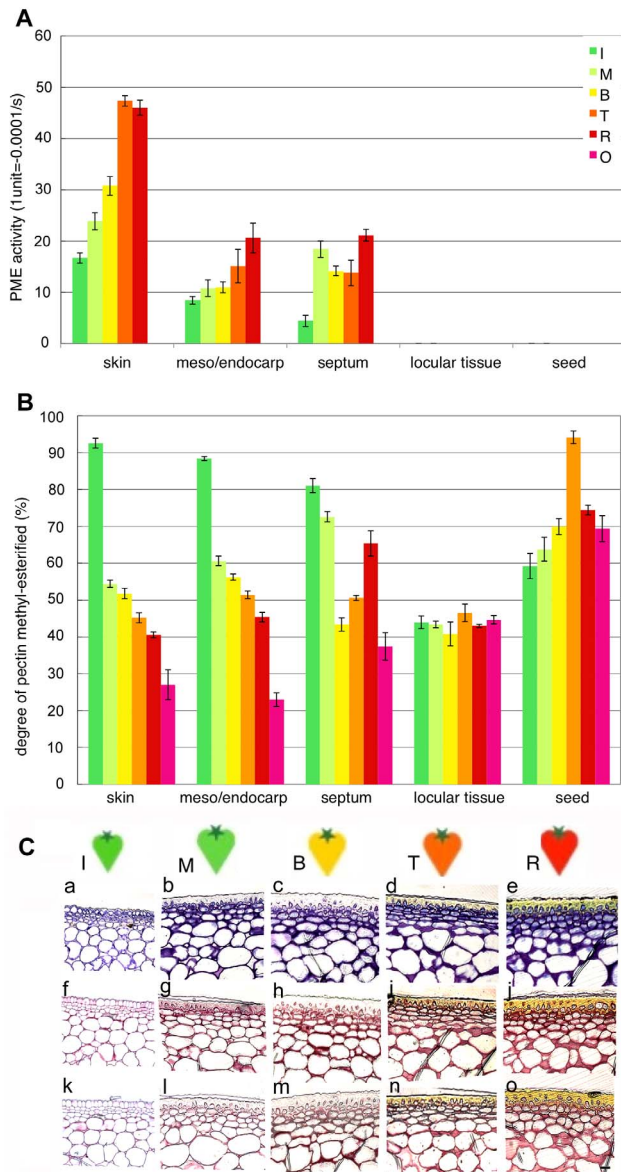 A
60
50
40
30
20
10
0
PME activity (1unit=-0.0001/s)
I
M
B
T
R
O
skin meso/endocarp septum locular tissue seed
B
100
90
80
70
60
50
40
30
20
10
0
degree of pectin methyl-esterified (%)
skin meso/endocarp septum locular tissue seed
C I M B T R
a b c d e
f g h i j
k l m n o